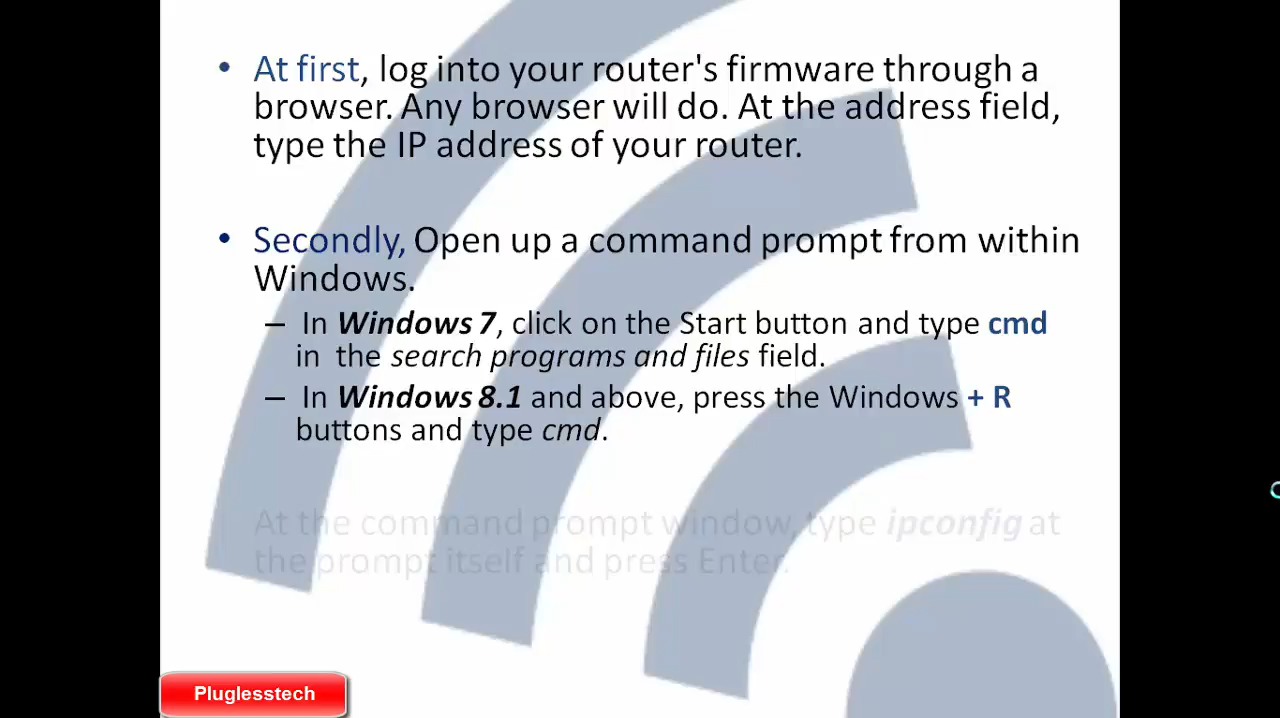 • At first, log into your router's firmware through a
browser. Any browser will do. At the address field,
type the IP address of your router.
• Secondly, Open up a command prompt from within
Windows.
– In Windows 7, click on the Start button and type cmd
in the search programs and files field.
– In Windows 8.1 and above, press the Windows + R
buttons and type cmd.
At the command prompt window, type ipconfig at
the prompt itself and press Enter.
Pluglesstech